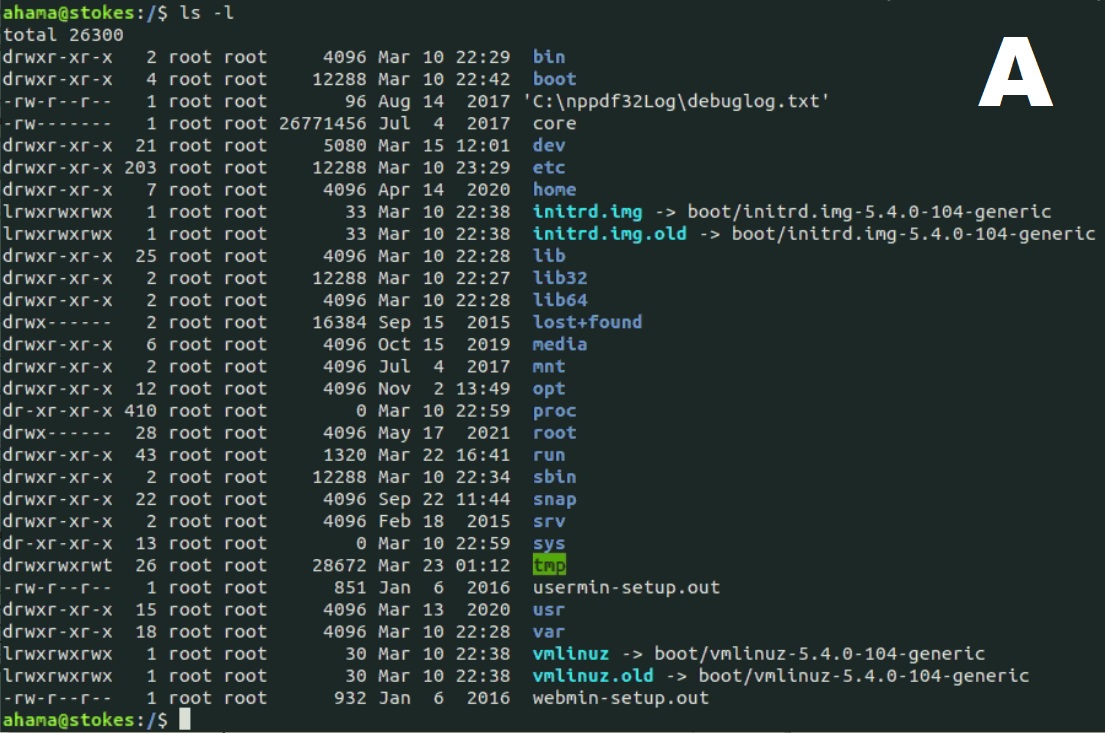 ahama@stokes:/$ ls -l
A
total 26300
drwxr-xr-x   2 root root     4096 Mar 10 22:29  bin
drwxr-xr-x   4 root root    12288 Mar 10 22:42  boot
-rw-r--r--   1 root root       96 Aug 14  2017 'C:\nppdf32Log\debuglog.txt'
-rw-------   1 root root 26771456 Jul  4  2017  core
drwxr-xr-x  21 root root     5080 Mar 15 12:01  dev
drwxr-xr-x 203 root root    12288 Mar 10 23:29  etc
drwxr-xr-x   7 root root     4096 Apr 14  2020  home
lrwxrwxrwx   1 root root       33 Mar 10 22:38  initrd.img -> boot/initrd.img-5.4.0-104-generic
lrwxrwxrwx   1 root root       33 Mar 10 22:38  initrd.img.old -> boot/initrd.img-5.4.0-104-generic
drwxr-xr-x  25 root root     4096 Mar 10 22:28  lib
drwxr-xr-x   2 root root    12288 Mar 10 22:27  lib32
drwxr-xr-x   2 root root     4096 Mar 10 22:28  lib64
drwx------   2 root root    16384 Sep 15  2015  lost+found
drwxr-xr-x   6 root root     4096 Oct 15  2019  media
drwxr-xr-x   2 root root     4096 Jul  4  2017  mnt
drwxr-xr-x  12 root root     4096 Nov  2 13:49  opt
dr-xr-xr-x 410 root root        0 Mar 10 22:59  proc
drwx------  28 root root     4096 May 17  2021  root
drwxr-xr-x  43 root root     1320 Mar 22 16:41  run
drwxr-xr-x   2 root root    12288 Mar 10 22:34  sbin
drwxr-xr-x  22 root root     4096 Sep 22 11:44  snap
drwxr-xr-x   2 root root     4096 Feb 18  2015  srv
dr-xr-xr-x  13 root root        0 Mar 10 22:59  sys
drwxrwxrwt  26 root root    28672 Mar 23 01:12  tmp
-rw-r--r--   1 root root      851 Jan  6  2016  usermin-setup.out
drwxr-xr-x  15 root root     4096 Mar 13  2020  usr
drwxr-xr-x  18 root root     4096 Mar 10 22:28  var
lrwxrwxrwx   1 root root       30 Mar 10 22:38  vmlinuz -> boot/vmlinuz-5.4.0-104-generic
lrwxrwxrwx   1 root root       30 Mar 10 22:38  vmlinuz.old -> boot/vmlinuz-5.4.0-104-generic
-rw-r--r--   1 root root      932 Jan  6  2016  webmin-setup.out
ahama@stokes:/$